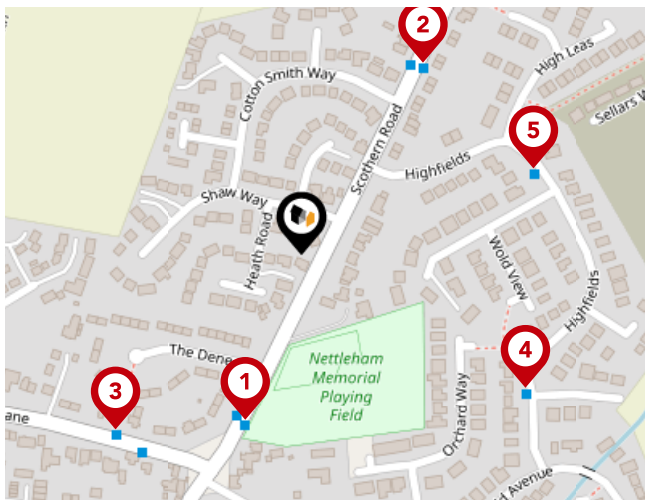 2
High Leas
Cotton Smith Way
Sellars W
5
Scothern Road
Highfields
Shaw Way
Heath Road
Wold View
Highfields
The Dene
Nettleham
Memorial
Playing
Field
4
1
3
Orchard Way
ane
d Avenue